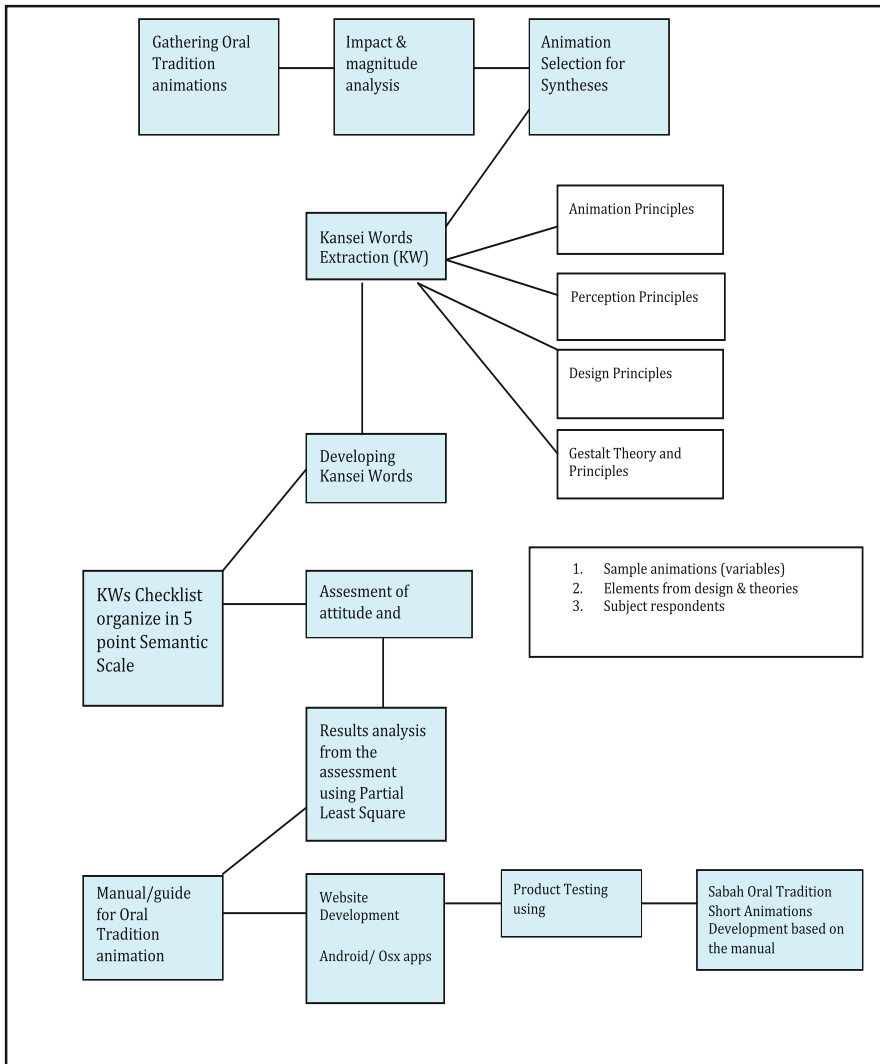 Gathering Oral
Tradition
animations
Impact &
magnitude
analysis
Animation
Selection for
Syntheses
Kansei Words
Extraction (KW)
Animation Principles
Perception Principles
Design Principles
Gestalt Theory and
Principles
Developing
Kansei Words
KWs Checklist
organize in 5
point Semantic
Scale
Assesment of
attitude and
1. Sample animations (variables)
2. Elements from design & theories
3. Subject respondents
Results analysis
from the
assessment
using Partial
Least Square
Manual/guide
for Oral
Tradition
animation
Website
Development
Android/ Osx apps
Product Testing
using
Sabah Oral Tradition
Short Animations
Development based on
the manual